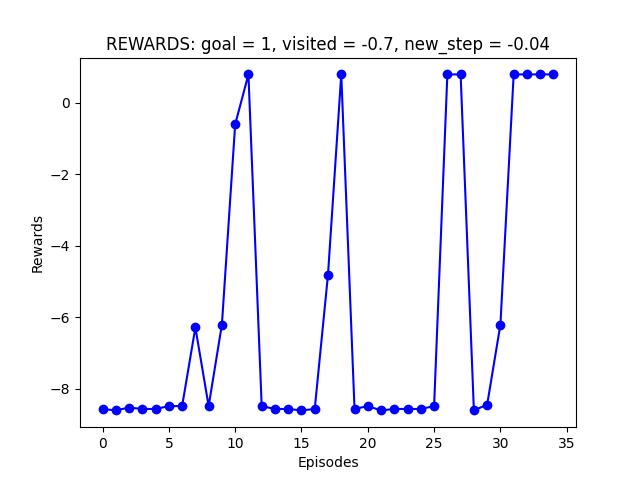 REWARDS: goal = 1, visited = -0.7, new_step = -0.04
Rewards
0
−2
−4
−6
−8
0 5 10 15 20 25 30 35
Episodes